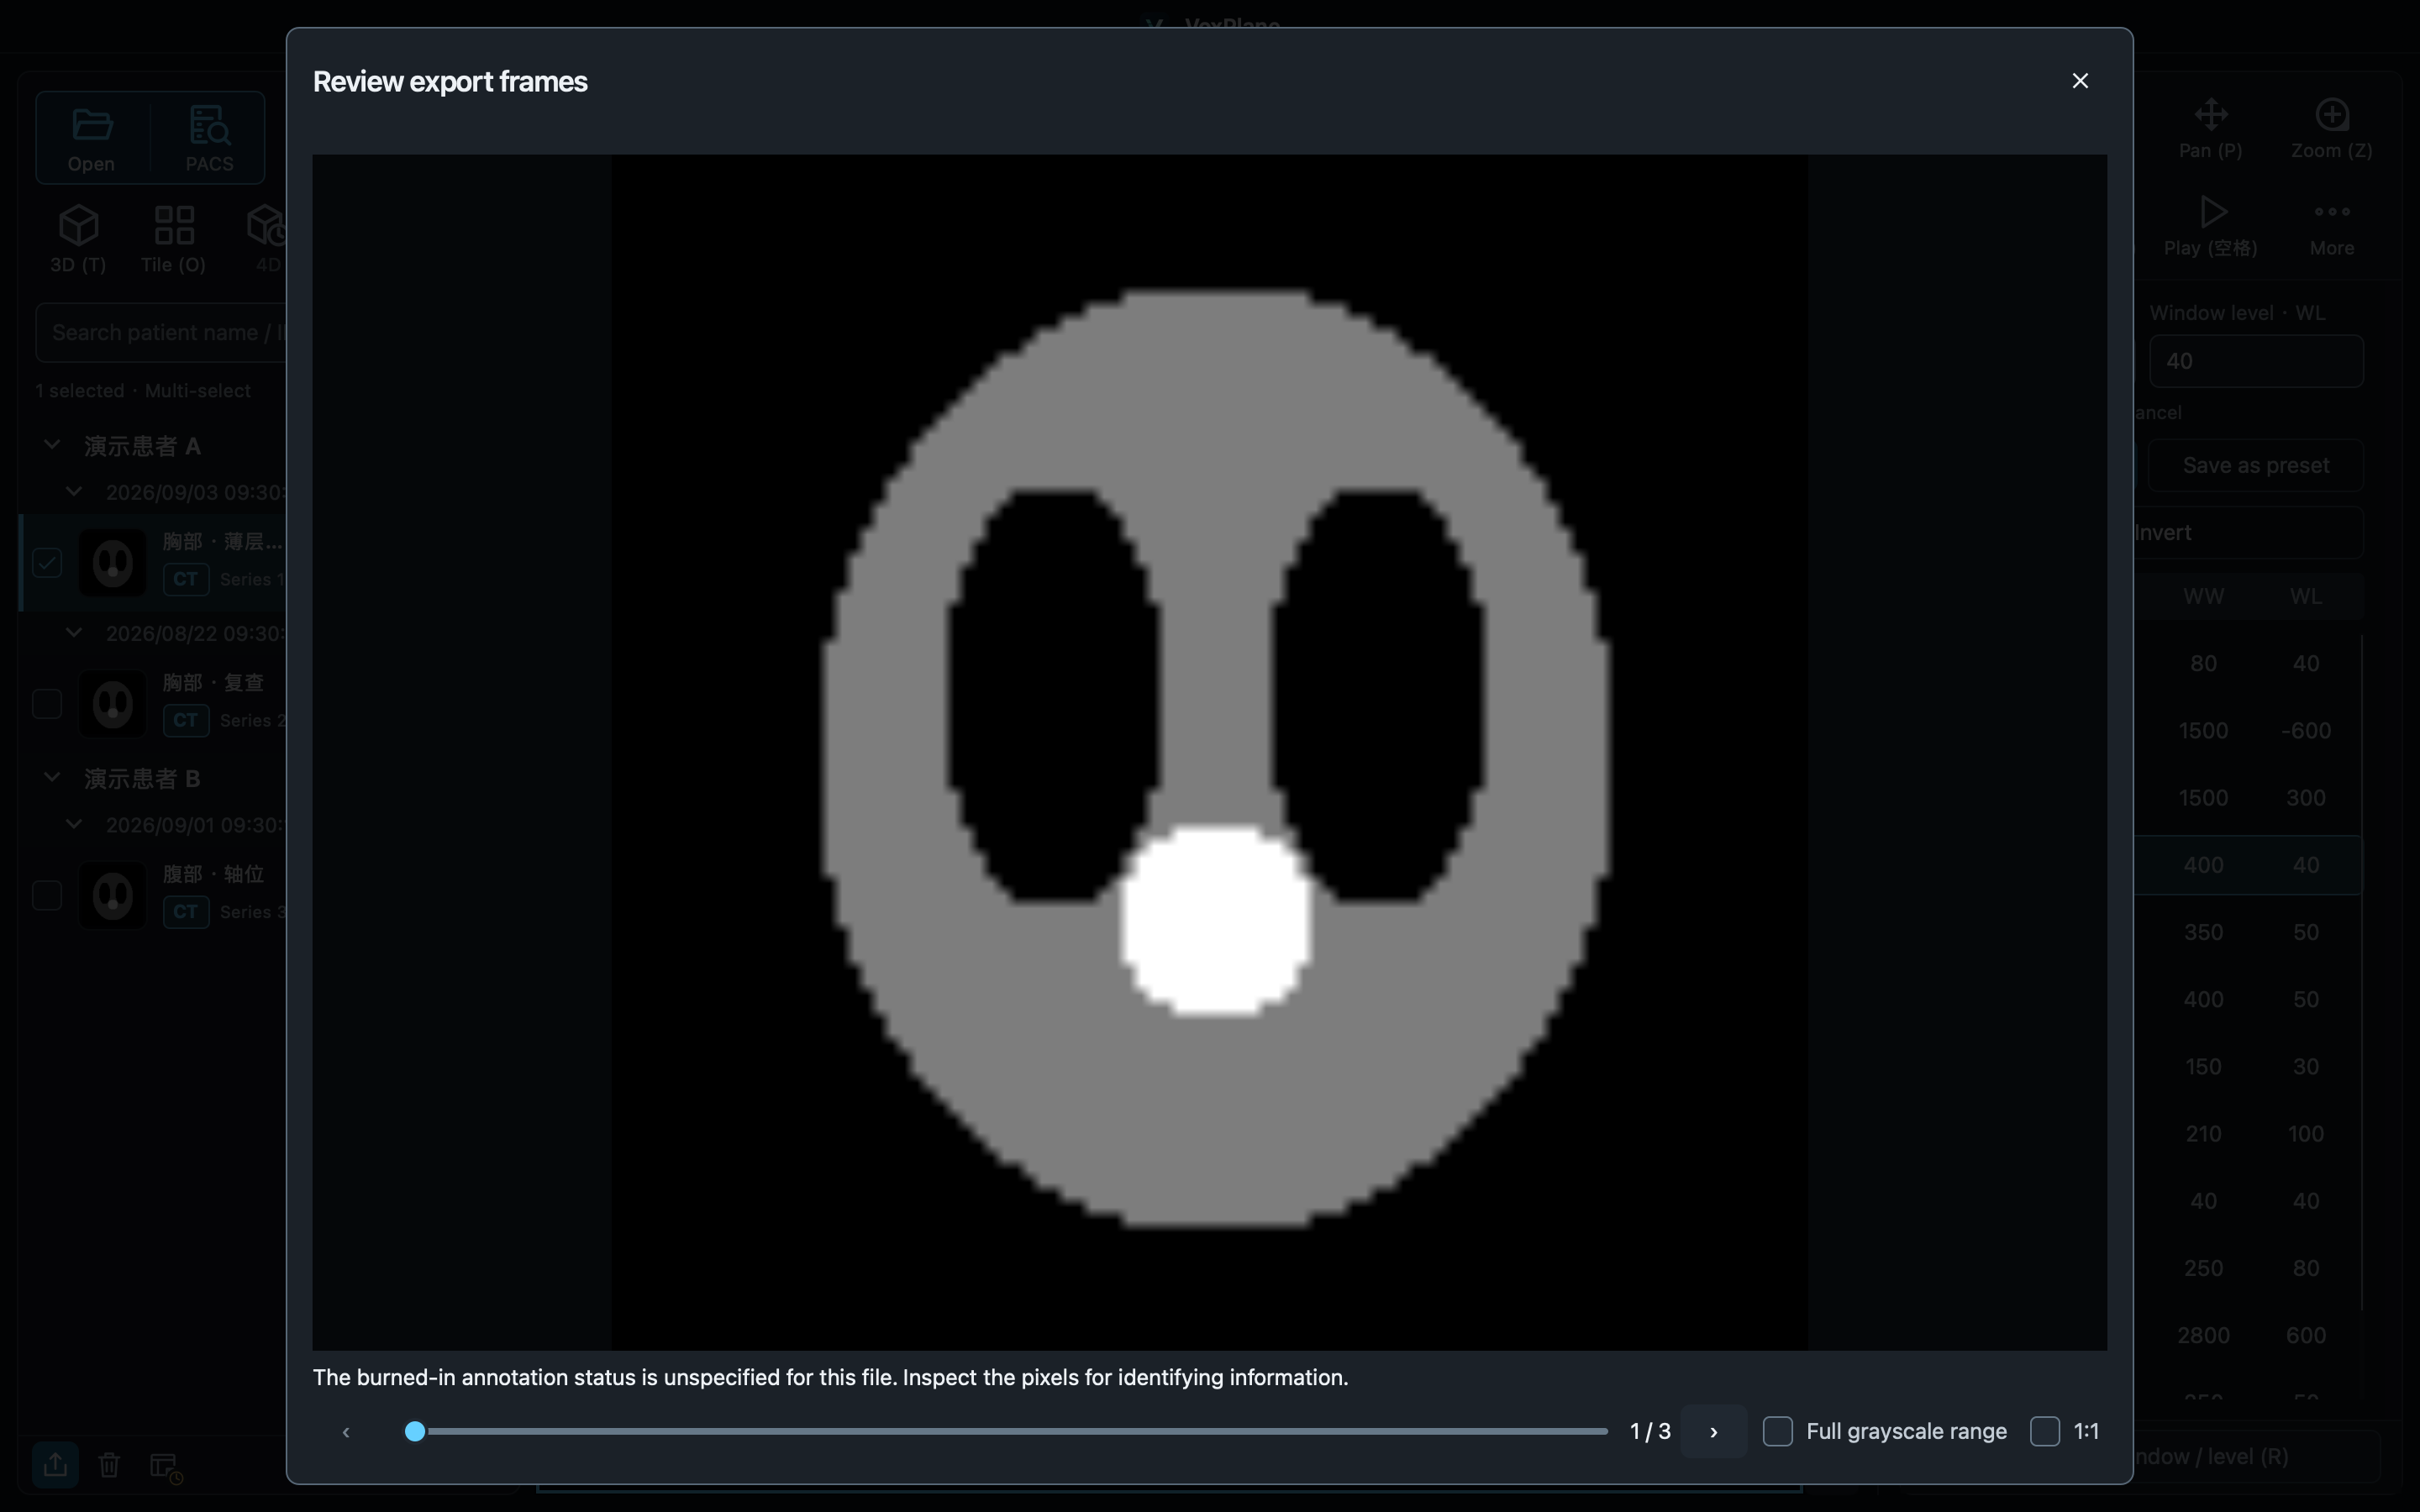 VoxPlane
Review export frames
Open
PACS
3D (T)
Tile (O)
4D
Search patient name /
1 selected · Multi-select
演示患者 A
2026/09/03 09:30:
胸部 · 薄层...
CT
Series 1
2026/08/22 09:30:
胸部 · 复查
CT
Series 2
演示患者 B
2026/09/01 09:30:
腹部 · 轴位
CT
Series 3
The burned-in annotation status is unspecified for this file. Inspect the pixels for identifying information.
1 / 3
Full grayscale range
1:1
Pan (P)
Zoom (Z)
Play (空格)
More
Window level · WL
40
ancel
Save as preset
Invert
WW WL
80 40
1500 -600
1500 300
400 40
350 50
400 50
150 30
210 100
40 40
250 80
2800 600
ndow / level (R)